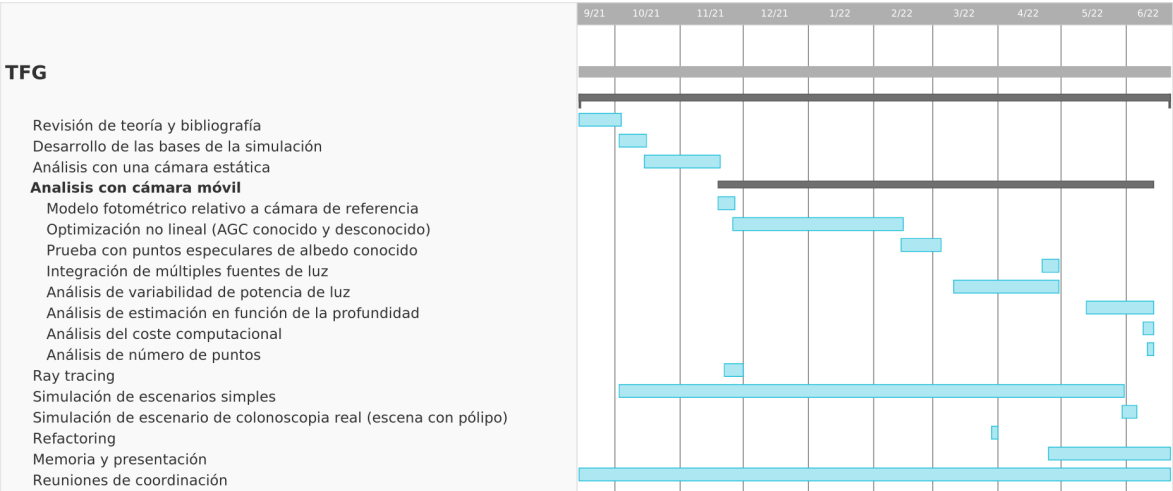 9/21 10/21 11/21 12/21 1/22 2/22 3/22 4/22 5/22 6/22
TFG
Revisión de teoría y bibliografía
Desarrollo de las bases de la simulación
Análisis con una cámara estática
Analisis con cámara móvil
Modelo fotométrico relativo a cámara de referencia
Optimización no lineal (AGC conocido y desconocido)
Prueba con puntos especulares de albedo conocido
Integración de múltiples fuentes de luz
Análisis de variabilidad de potencia de luz
Análisis de estimación en función de la profundidad
Análisis del coste computacional
Análisis de número de puntos
Ray tracing
Simulación de escenarios simples
Simulación de escenario de colonoscopia real (escena con pólipo)
Refactoring
Memoria y presentación
Reuniones de coordinación